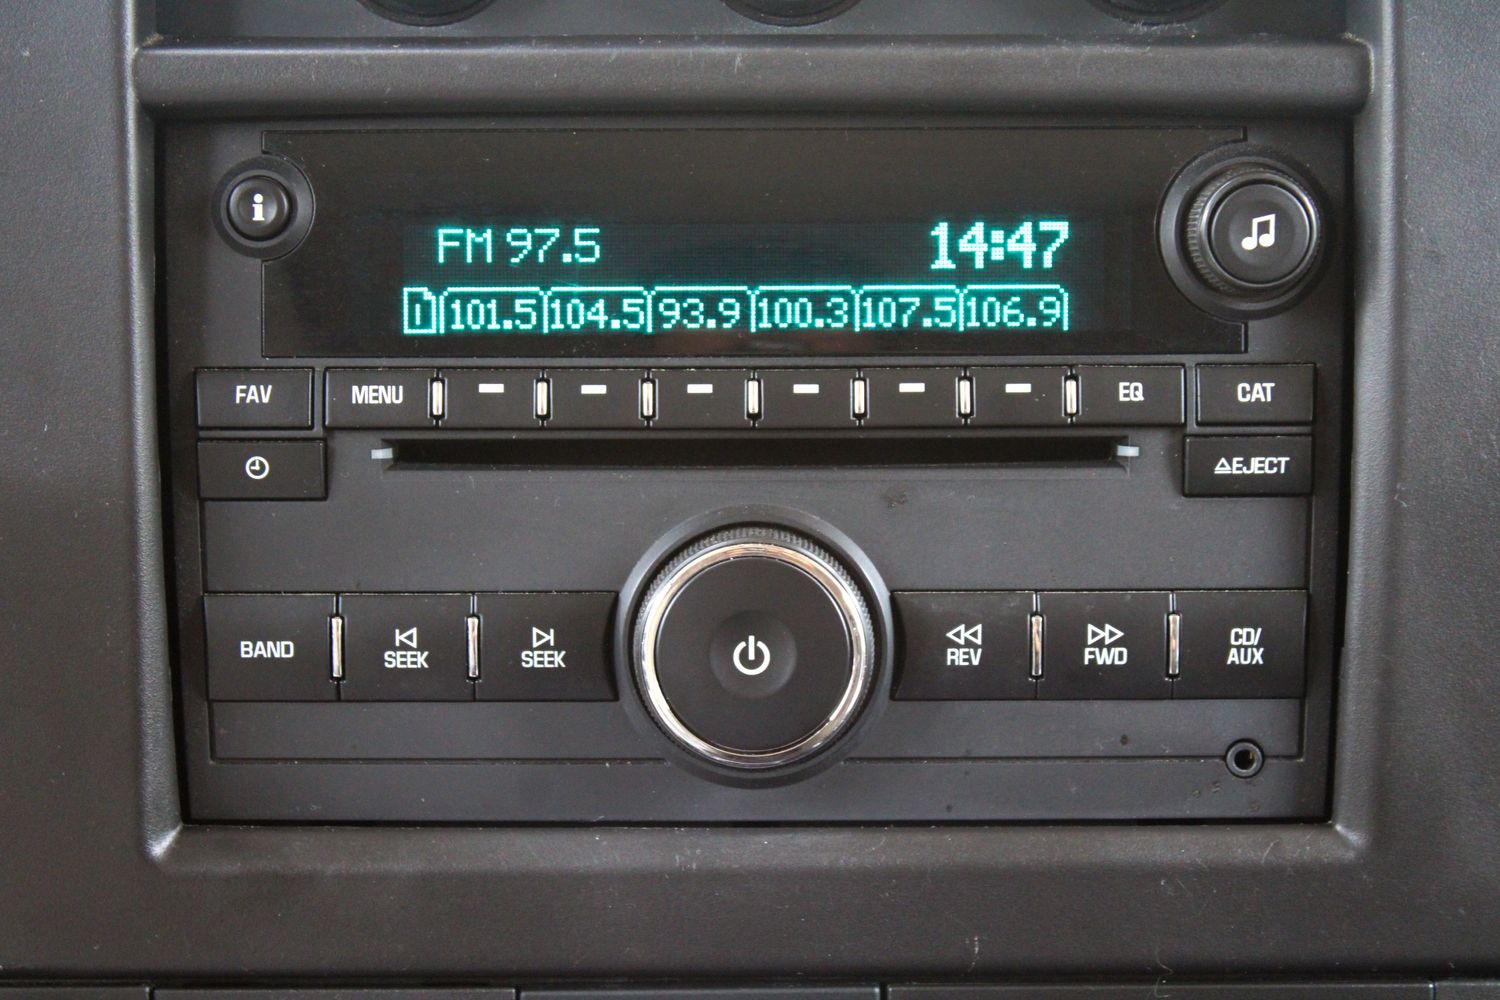 i
FM 97.5 14:47
1 101.5 104.5 93.9 100.3 107.5 106.9
FAV MENU EQ CAT
EJECT
BAND SEEK SEEK REV FWD CD/
AUX